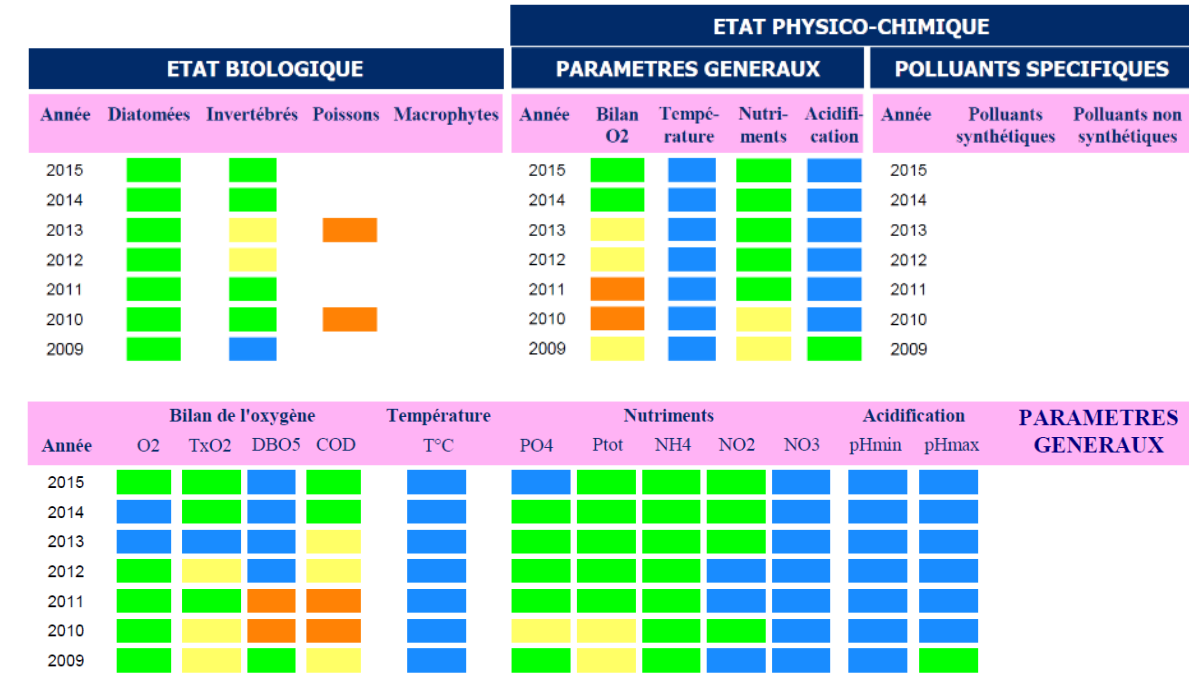 ETAT PHYSICO-CHIMIQUE
ETAT BIOLOGIQUE PARAMETRES GENERAUX POLLUANTS SPECIFIQUES
Année Diatomées Invertébrés Poissons Macrophytes Année Bilan Tempé- Nutri- Acidifi- Année Polluants Polluants non
O2 rature ments cation synthétiques synthétiques
2015 2015 2015
2014 2014 2014
2013 2013 2013
2012 2012 2012
2011 2011 2011
2010 2010 2010
2009 2009 2009
Bilan de l'oxygène Température Nutriments Acidification PARAMETRES
Année O2 TxO2 DBO5 COD T°C PO4 Ptot NH4 NO2 NO3 pHmin pHmax GENERAUX
2015
2014
2013
2012
2011
2010
2009